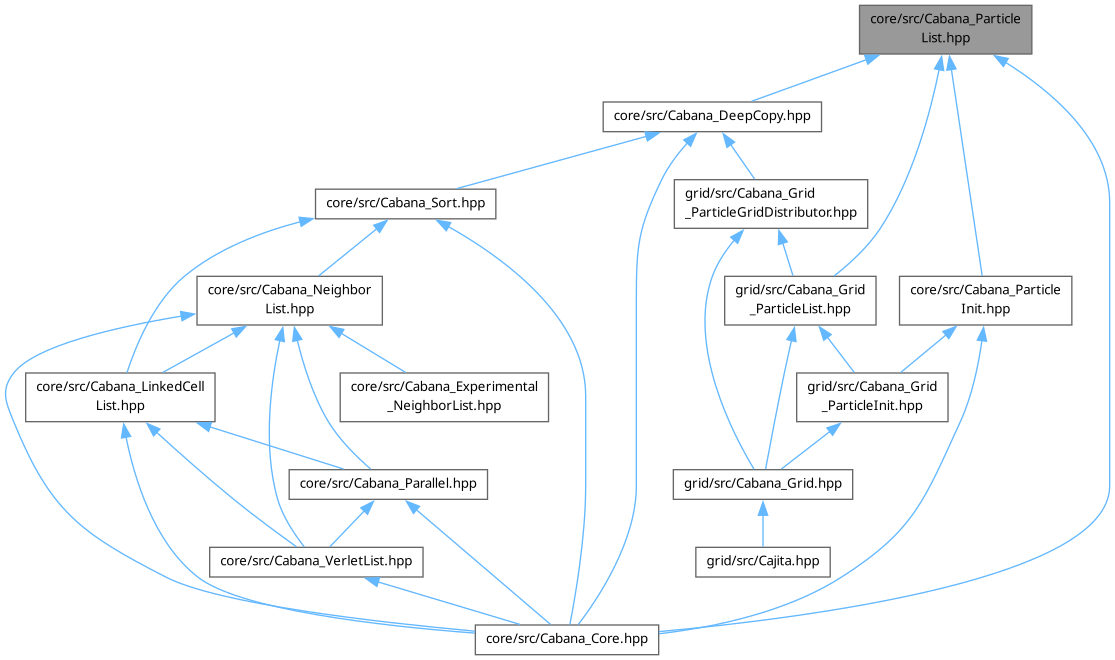 core/src/Cabana_Particle
List.hpp
core/src/Cabana_DeepCopy.hpp
grid/src/Cabana_Grid
_ParticleGridDistributor.hpp
core/src/Cabana_Sort.hpp
core/src/Cabana_Neighbor
List.hpp
grid/src/Cabana_Grid
_ParticleList.hpp
core/src/Cabana_Particle
Init.hpp
core/src/Cabana_LinkedCell
List.hpp
core/src/Cabana_Experimental
_NeighborList.hpp
grid/src/Cabana_Grid
_ParticleInit.hpp
core/src/Cabana_Parallel.hpp
grid/src/Cabana_Grid.hpp
core/src/Cabana_VerletList.hpp
grid/src/Cajita.hpp
core/src/Cabana_Core.hpp